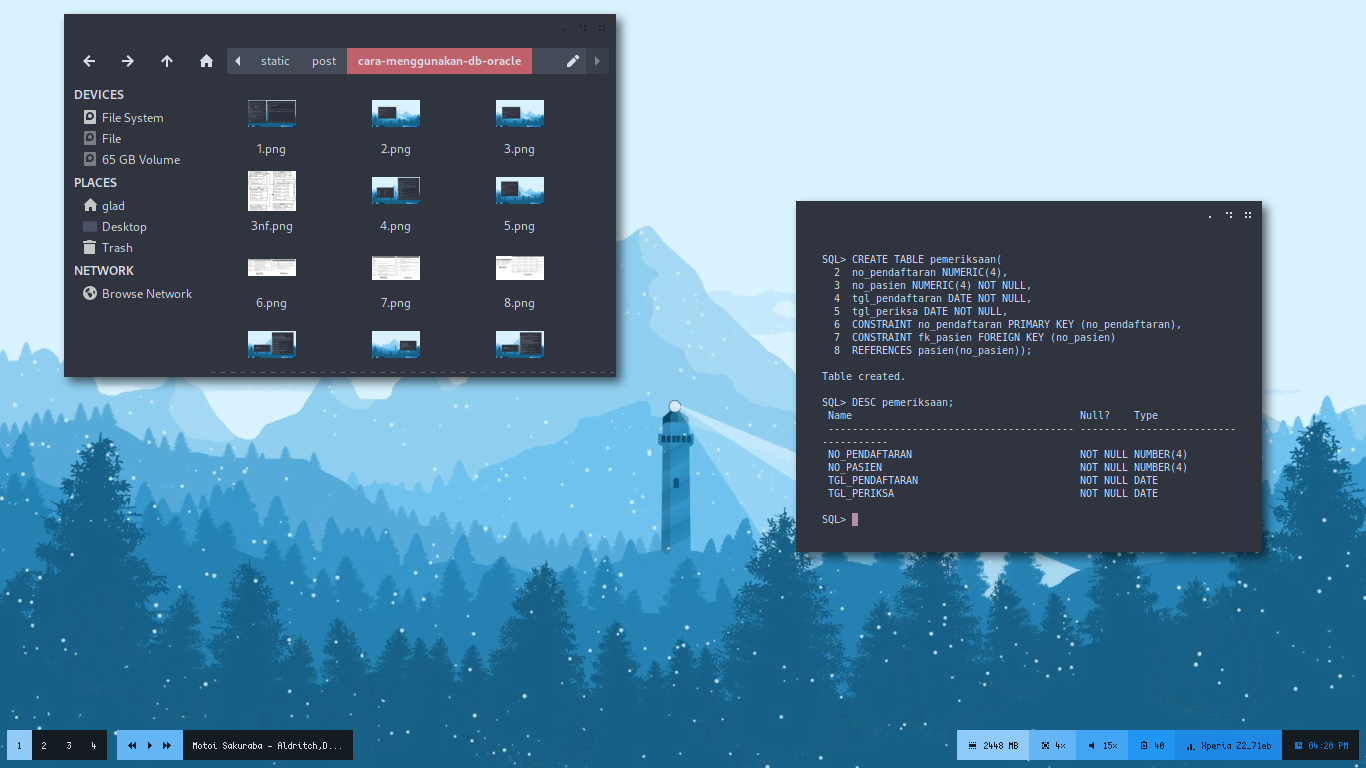 static post cara-menggunakan-db-oracle
DEVICES
File System
File
65 GB Volume
PLACES
glad
Desktop
Trash
NETWORK
Browse Network
1.png 2.png 3.png
3nf.png 4.png 5.png
6.png 7.png 8.png
SQL> CREATE TABLE pemeriksaan(
2 no_pendaftaran NUMERIC(4),
3 no_pasien NUMERIC(4) NOT NULL,
4 tgl_pendaftaran DATE NOT NULL,
5 tgl_periksa DATE NOT NULL,
6 CONSTRAINT no_pendaftaran PRIMARY KEY (no_pendaftaran),
7 CONSTRAINT fk_pasien FOREIGN KEY (no_pasien)
8 REFERENCES pasien(no_pasien));
Table created.
SQL> DESC pemeriksaan;
Name Null? Type
----------------------------------------- -------- -----------------
-----------
NO_PENDAFTARAN NOT NULL NUMBER(4)
NO_PASIEN NOT NULL NUMBER(4)
TGL_PENDAFTARAN NOT NULL DATE
TGL_PERIKSA NOT NULL DATE
SQL>
1 2 3 4 Motoi Sakuraba - Aldritch,D... 2448 MB 4% 15% 40 Xperia Z2_71eb 04:20 PM